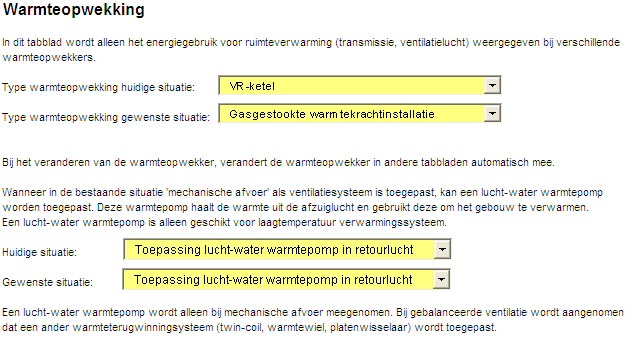 Warmteopwekking
In dit tabblad wordt alleen het energiegebruik voor ruimteverwarming (transmissie, ventilatielucht) weergegeven bij verschillende
warmteopwekkers.
Type warmteopwekking huidige situatie: VR-ketel
Type warmteopwekking gewenste situatie: Gasgestookte warmtekrachtinstallatie
Bij het veranderen van de warmteopwekker, verandert de warmteopwekker in andere tabbladen automatisch mee.
Wanneer in de bestaande situatie 'mechanische afvoer' als ventilatiesysteem is toegepast, kan een lucht-water warmtepomp
worden toegepast. Deze warmtepomp haalt de warmte uit de afzuiglucht en gebruikt deze om het gebouw te verwarmen.
Een lucht-water warmtepomp is alleen geschikt voor laagtemperatuur verwarmingssysteem.
Huidige situatie: Toepassing lucht-water warmtepomp in retourlucht
Gewenste situatie: Toepassing lucht-water warmtepomp in retourlucht
Een lucht-water warmtepomp wordt alleen bij mechanische afvoer meegenomen. Bij gebalanceerde ventilatie wordt aangenomen
dat een ander warmteterugwinningsysteem (twin-coil, warmtewiel, platenwisselaar) wordt toegepast.